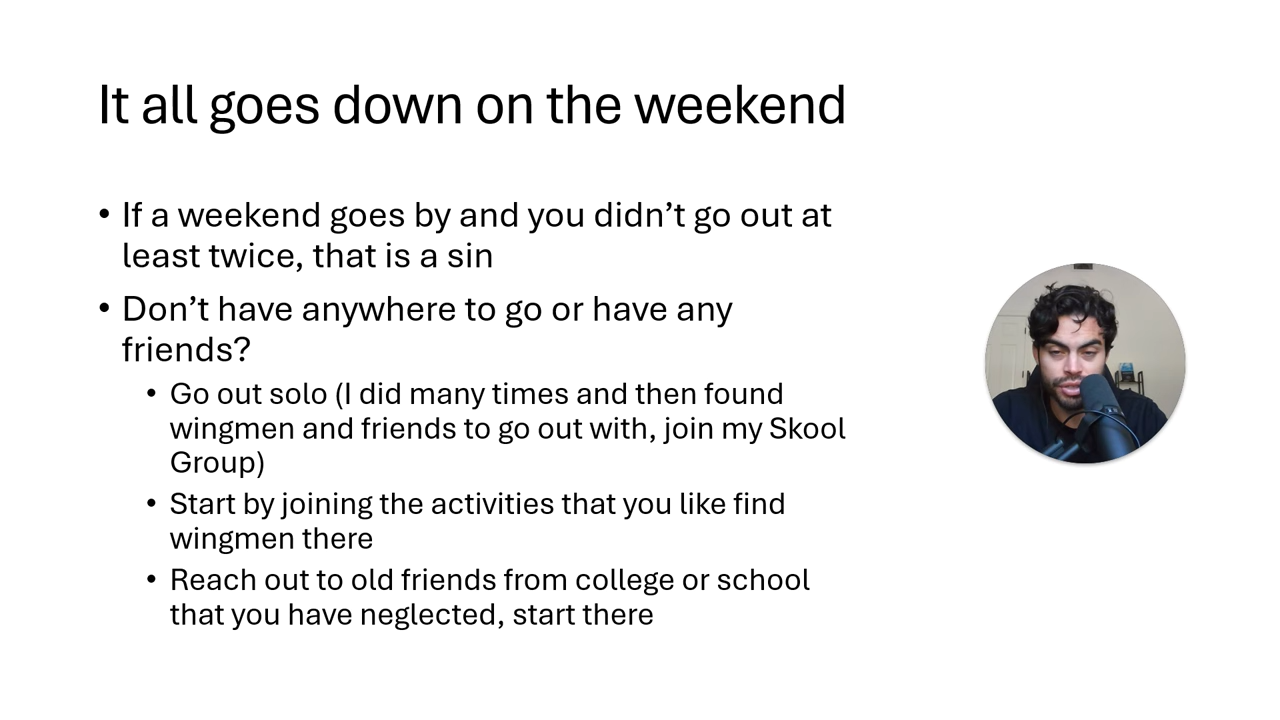 It all goes down on the weekend
• If a weekend goes by and you didn’t go out at
least twice, that is a sin
• Don’t have anywhere to go or have any
friends?
• Go out solo (I did many times and then found
wingmen and friends to go out with, join my Skool
Group)
• Start by joining the activities that you like find
wingmen there
• Reach out to old friends from college or school
that you have neglected, start there